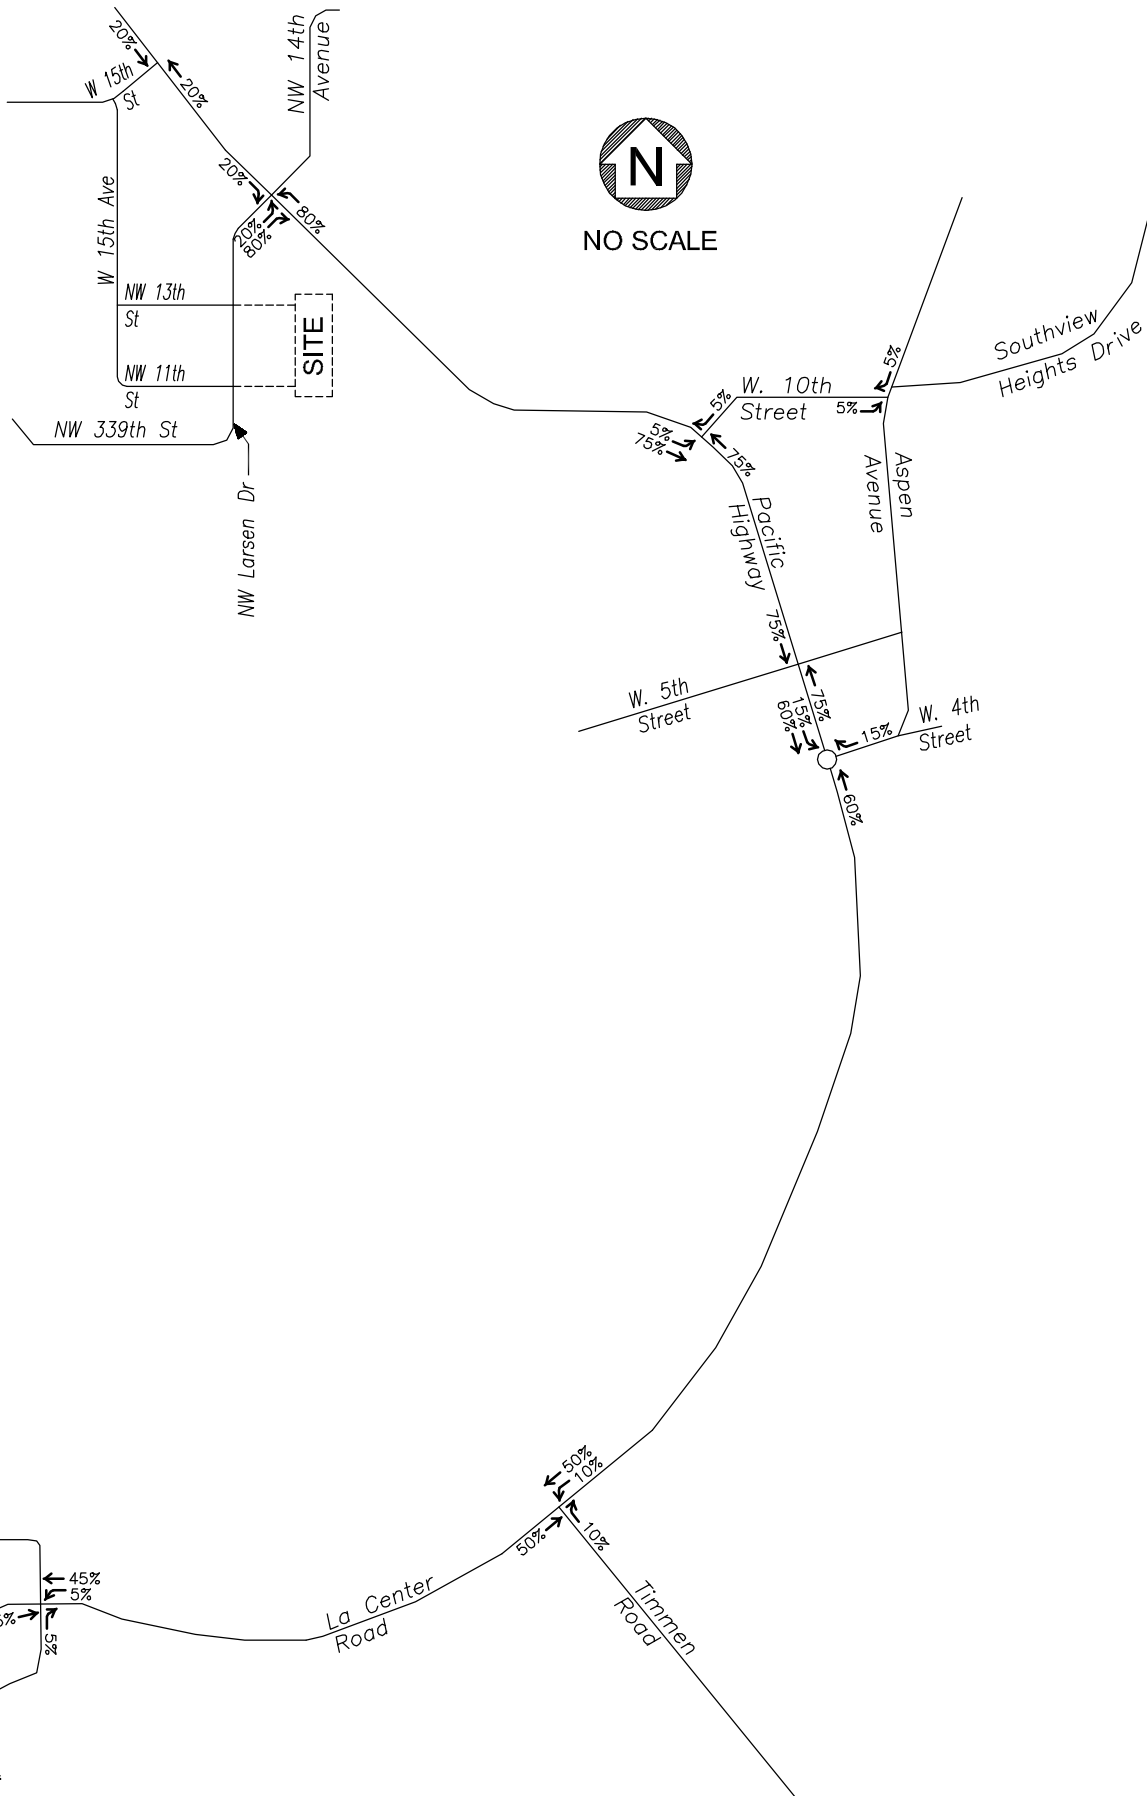 20%
W 15th
St
20%
NW 14th
Avenue
20%
80%
20%
80%
W 15th Ave
N
NO SCALE
NW 13th
St
SITE
NW 11th
St
NW 339th St
NW Larsen Dr
Southview
Heights Drive
5%
W. 10th
Street
5%
5%
5%
75%
75%
Pacific
Highway
Aspen
Avenue
75%
W. 5th
Street
75%
15%
60%
15%
W. 4th
Street
60%
50%
10%
50%
10%
Timmen
Road
La Center
Road
45%
5%
5%